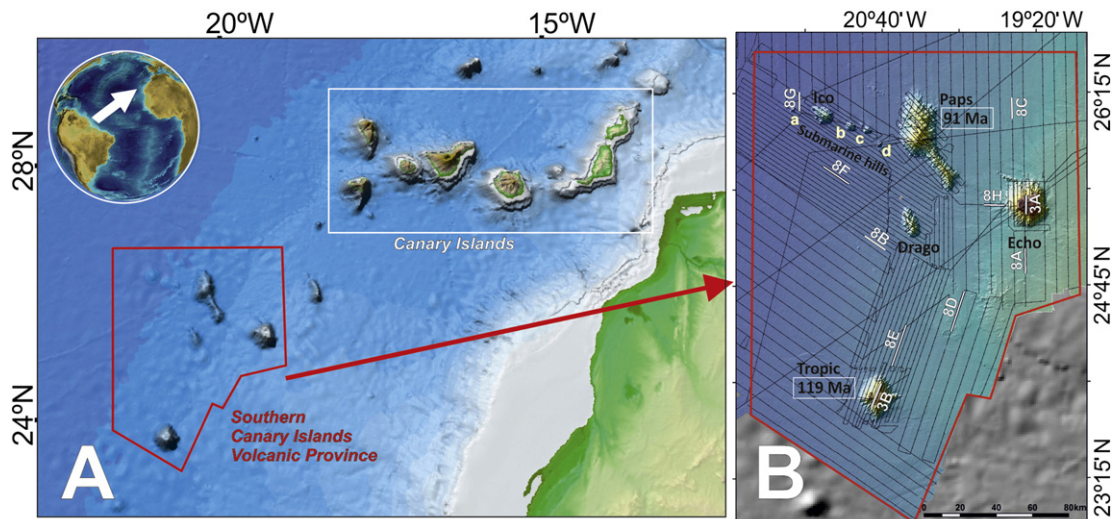 20ºW
15ºW
28ºN
24ºN
Canary Islands
Southern
Canary Islands
Volcanic Province
A
20º40'W
19º20'W
26º15'N
24º45'N
23º15'N
8G
Ico
a
b
c
d
Submarine hills
Paps
91 Ma
8C
8F
8H
3A
Echo
8B
Drago
8A
8D
8E
Tropic
119 Ma
3B
B
0 20 40 60 80km